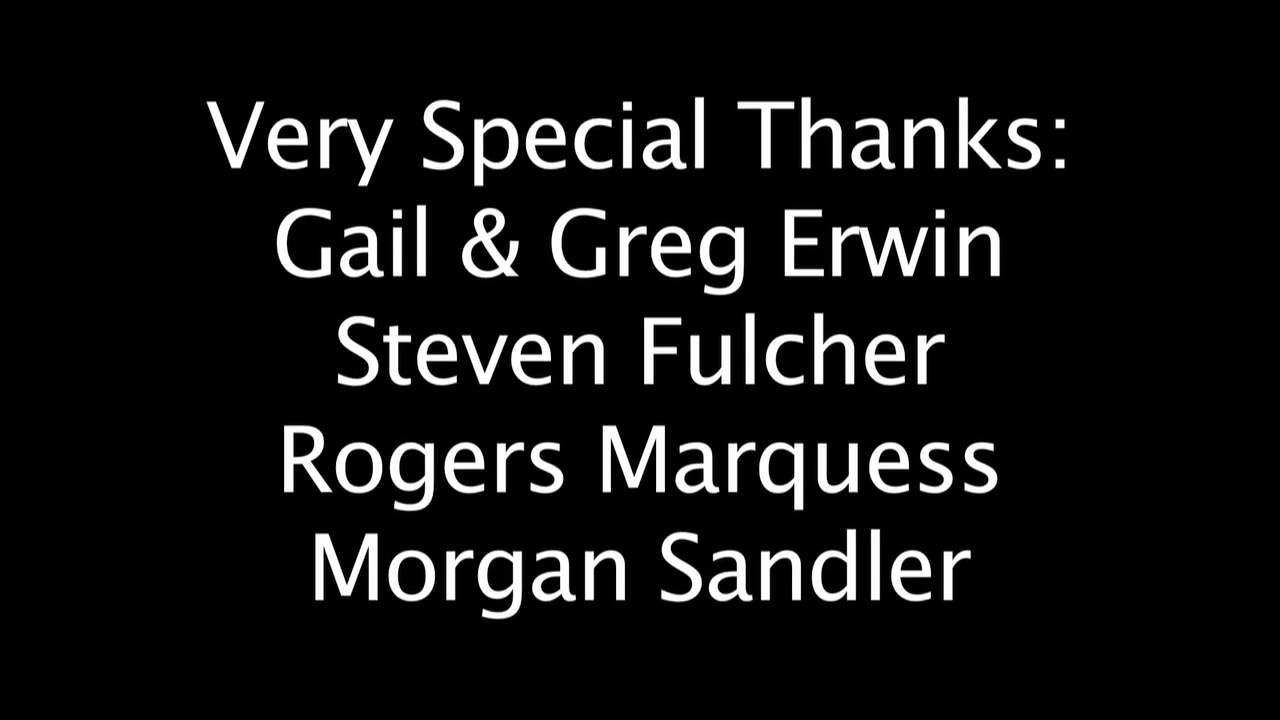 Very Special Thanks:
Gail & Greg Erwin
Steven Fulcher
Rogers Marquess
Morgan Sandler